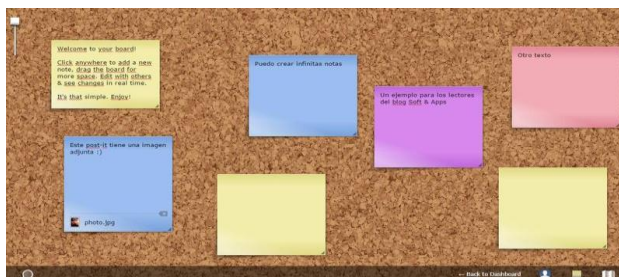 Welcome to your board!
Click anywhere to add a new
note, drag the board for
more space. Edit with others
& see changes in real time.
It's that simple. Enjoy!
Puedo crear infinitas notas
Un ejemplo para los lectores
del blog Soft & Apps
Otro texto
Este post-it tiene una imagen
adjunta :)
photo.jpg
← Back to Dashboard